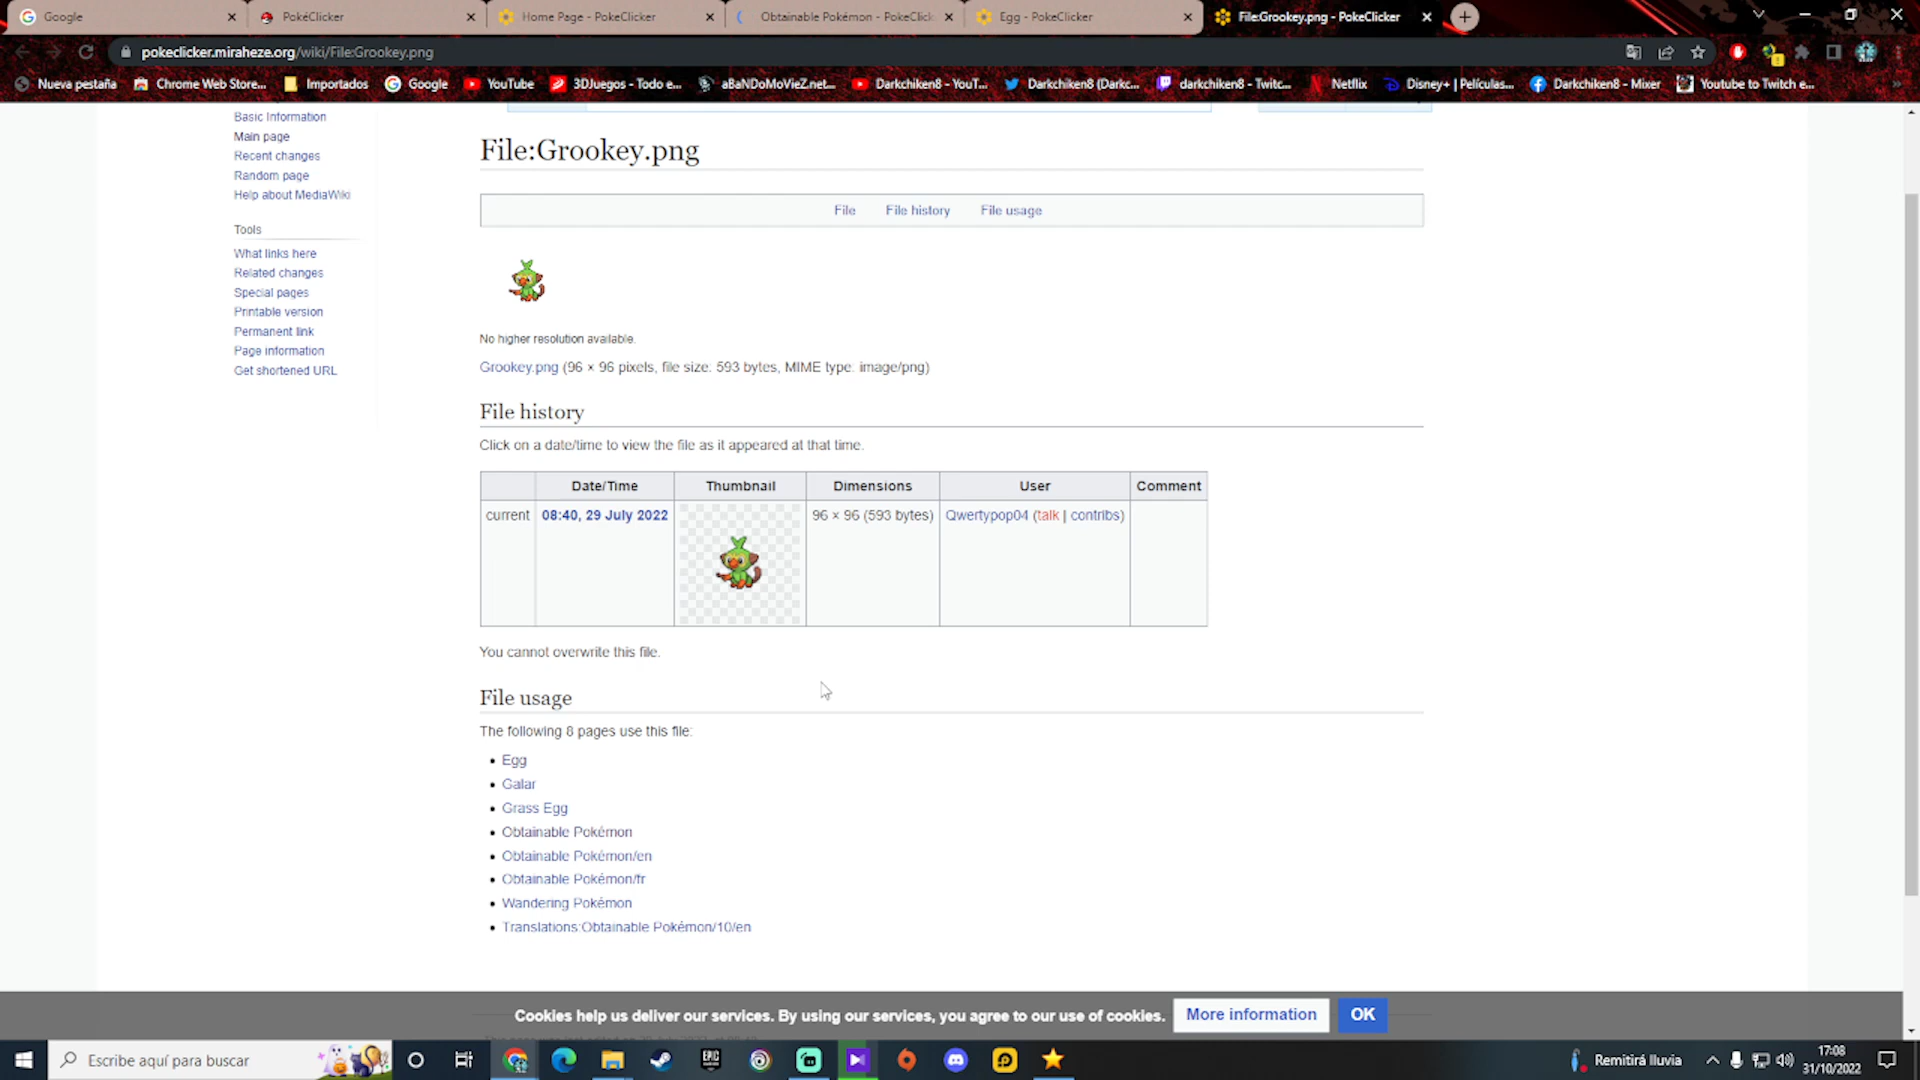 Google
PokéClicker
Home Page - PokeClicker
Obtainable Pokémon - PokeClick
Egg - PokeClicker
File:Grookey.png - PokeClicker
pokeclicker.miraheze.org/wiki/File:Grookey.png
Nueva pestaña
Chrome Web Store...
Importados
Google
YouTube
3DJuegos - Todo e...
aBaNDoMoVieZ.net...
Darkchiken8 - YouT...
Darkchiken8 (Darkc...
darkchiken8 - Twitc...
Netflix
Disney+ | Películas...
Darkchiken8 - Mixer
Youtube to Twitch e...
Basic Information
Main page
Recent changes
Random page
Help about MediaWiki
Tools
What links here
Related changes
Special pages
Printable version
Permanent link
Page information
Get shortened URL
File:Grookey.png
File File history File usage
No higher resolution available.
Grookey.png (96 × 96 pixels, file size: 593 bytes, MIME type: image/png)
File history
Click on a date/time to view the file as it appeared at that time.
Date/Time Thumbnail Dimensions User Comment
current 08:40, 29 July 2022 96 × 96 (593 bytes) Qwertypop04 (talk | contribs)
You cannot overwrite this file.
File usage
The following 8 pages use this file:
Egg
Galar
Grass Egg
Obtainable Pokémon
Obtainable Pokémon/en
Obtainable Pokémon/fr
Wandering Pokémon
Translations:Obtainable Pokémon/10/en
Cookies help us deliver our services. By using our services, you agree to our use of cookies. More information OK
Escribe aquí para buscar
EPIC
Remitirá lluvia
17:08
31/10/2022